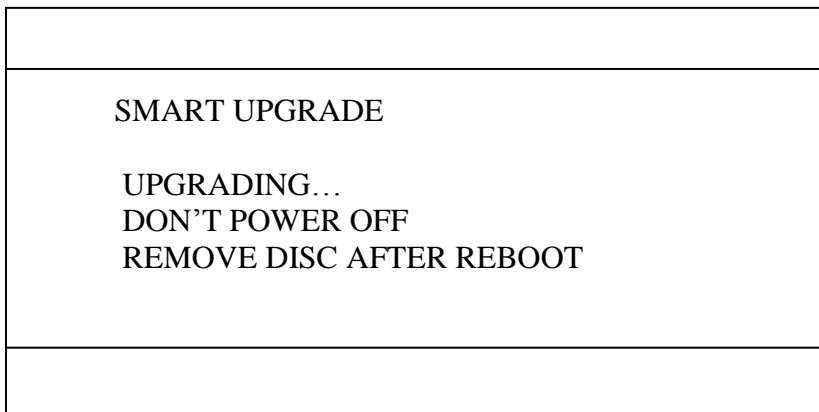 SMART UPGRADE
UPGRADING…
DON’T POWER OFF
REMOVE DISC AFTER REBOOT